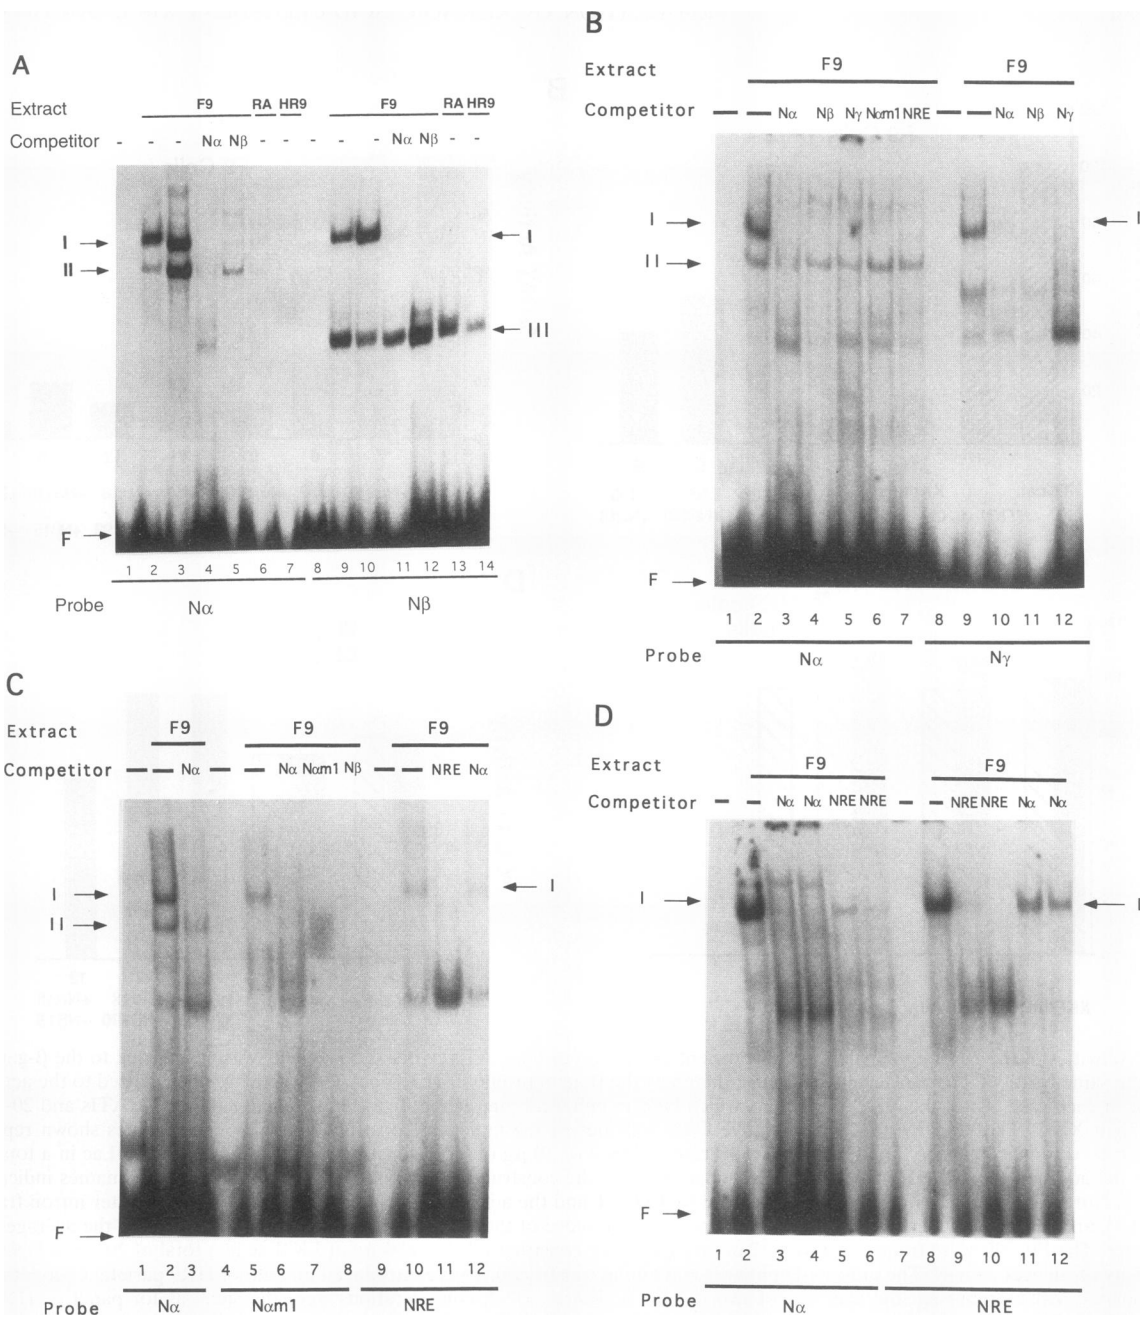 A
Extract F9 RA HR9 F9 RA HR9
Competitor - - - Nα Nβ - - - - - Nα Nβ - -
I I
II
III
F
1 2 3 4 5 6 7 8 9 10 11 12 13 14
Probe Nα Nβ
B
Extract F9 F9
Competitor — — Nα Nβ Nγ Nαm1 NRE — — Nα Nβ Nγ
I I
II
F
1 2 3 4 5 6 7 8 9 10 11 12
Probe Nα Nγ
C
Extract F9 F9 F9
Competitor — — Nα — — Nα Nαm1 Nβ — — NRE Nα
I I
II
F
1 2 3 4 5 6 7 8 9 10 11 12
Probe Nα Nαm1 NRE
D
Extract F9 F9
Competitor — — Nα Nα NRE NRE — — NRE NRE Nα Nα
I I
F
1 2 3 4 5 6 7 8 9 10 11 12
Probe Nα NRE